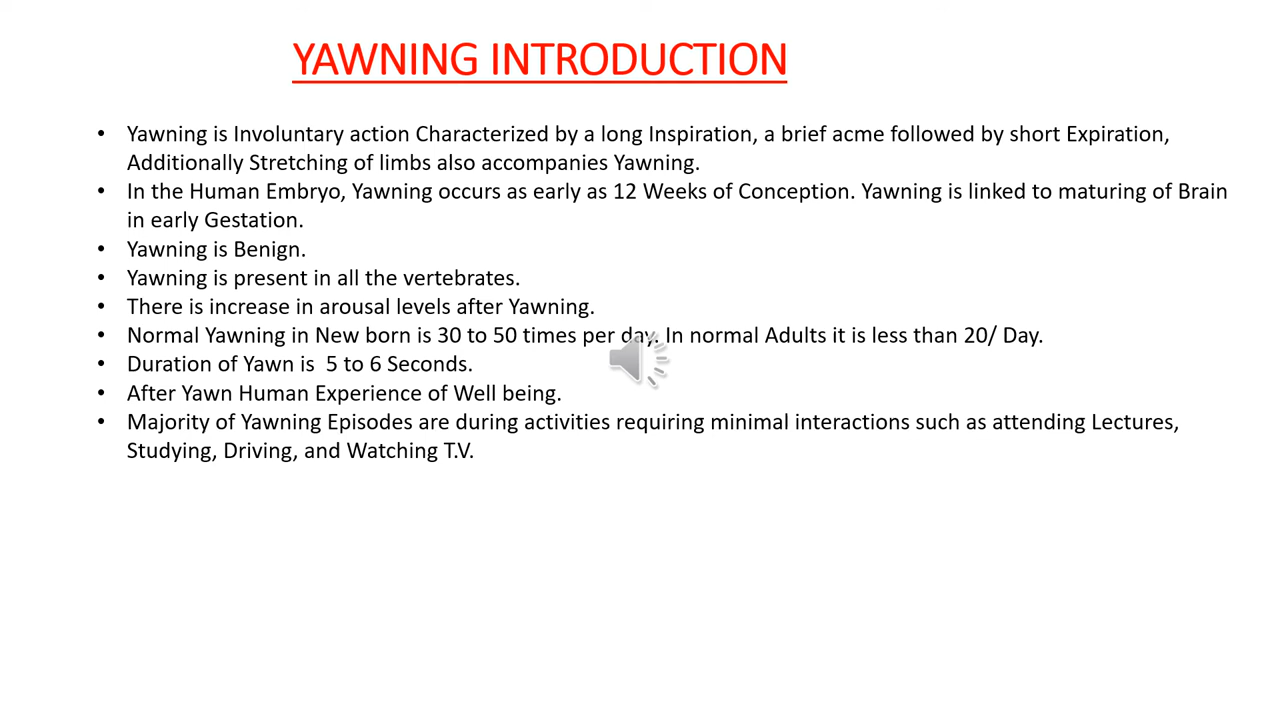 YAWNING INTRODUCTION
• Yawning is Involuntary action Characterized by a long Inspiration, a brief acme followed by short Expiration,
Additionally Stretching of limbs also accompanies Yawning.
• In the Human Embryo, Yawning occurs as early as 12 Weeks of Conception. Yawning is linked to maturing of Brain
in early Gestation.
• Yawning is Benign.
• Yawning is present in all the vertebrates.
• There is increase in arousal levels after Yawning.
• Normal Yawning in New born is 30 to 50 times per day. In normal Adults it is less than 20/ Day.
• Duration of Yawn is  5 to 6 Seconds.
• After Yawn Human Experience of Well being.
• Majority of Yawning Episodes are during activities requiring minimal interactions such as attending Lectures,
Studying, Driving, and Watching T.V.